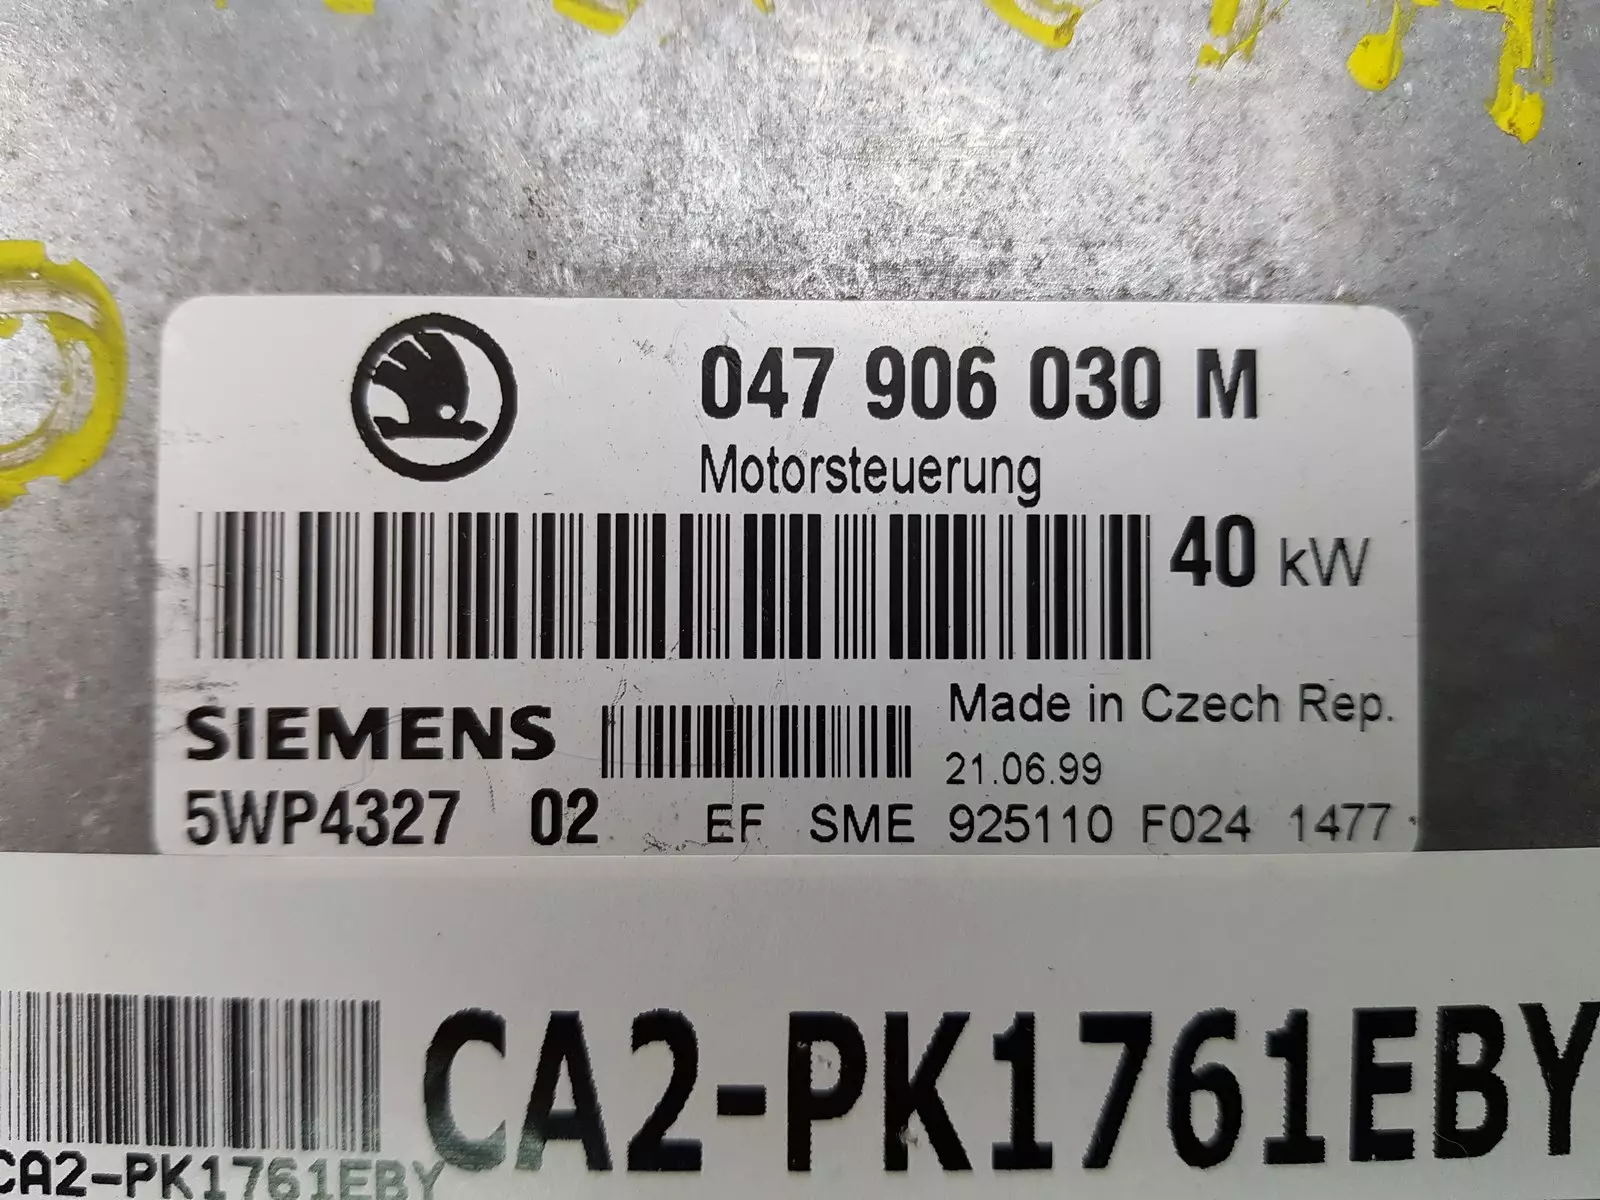 047 906 030 M
Motorsteuerung
40 kW
SIEMENS
Made in Czech Rep.
21.06.99
5WP4327 02 EF SME 925110 F024 1477
CA2-PK1761EBY
CA2-PK1761EBY